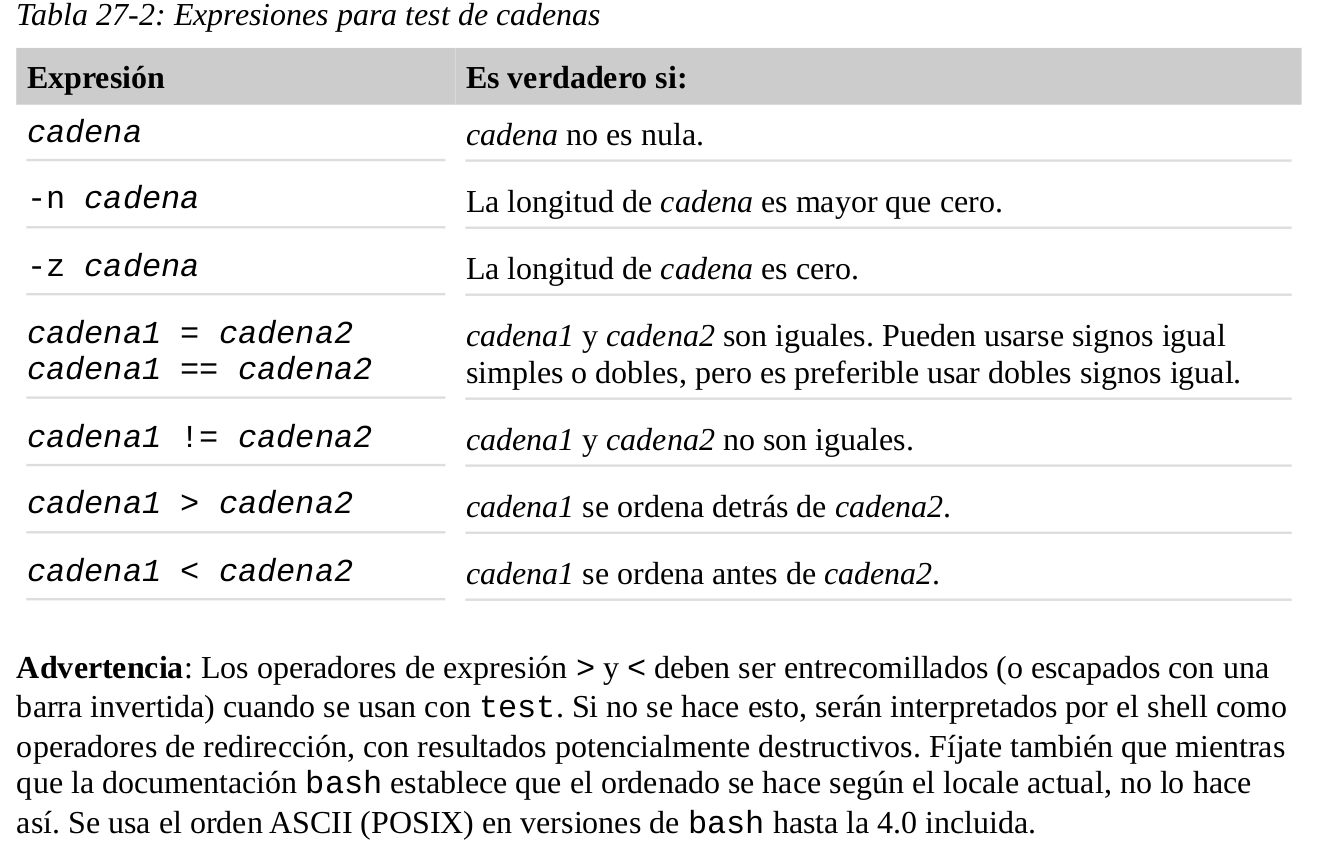 Tabla 27-2: Expresiones para test de cadenas
Expresión Es verdadero si:
cadena cadena no es nula.
-n cadena La longitud de cadena es mayor que cero.
-z cadena La longitud de cadena es cero.
cadena1 = cadena2 cadena1 y cadena2 son iguales. Pueden usarse signos igual
cadena1 == cadena2 simples o dobles, pero es preferible usar dobles signos igual.
cadena1 != cadena2 cadena1 y cadena2 no son iguales.
cadena1 > cadena2 cadena1 se ordena detrás de cadena2.
cadena1 < cadena2 cadena1 se ordena antes de cadena2.
Advertencia: Los operadores de expresión > y < deben ser entrecomillados (o escapados con una
barra invertida) cuando se usan con test. Si no se hace esto, serán interpretados por el shell como
operadores de redirección, con resultados potencialmente destructivos. Fíjate también que mientras
que la documentación bash establece que el ordenado se hace según el locale actual, no lo hace
así. Se usa el orden ASCII (POSIX) en versiones de bash hasta la 4.0 incluida.